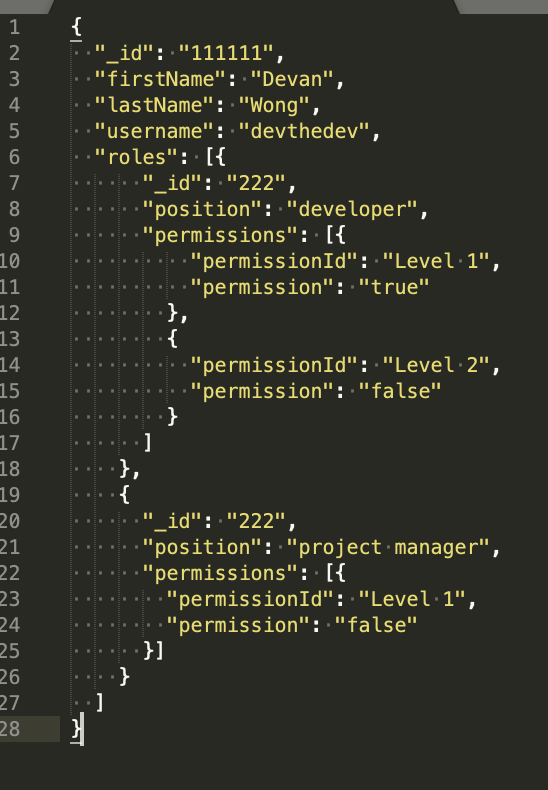 1 {
2   "_id": "111111",
3   "firstName": "Devan",
4   "lastName": "Wong",
5   "username": "devthedev",
6   "roles": [{
7       "_id": "222",
8       "position": "developer",
9       "permissions": [{
10           "permissionId": "Level 1",
11           "permission": "true"
12         },
13         {
14           "permissionId": "Level 2",
15           "permission": "false"
16         }
17       ]
18     },
19     {
20       "_id": "222",
21       "position": "project manager",
22       "permissions": [{
23         "permissionId": "Level 1",
24         "permission": "false"
25       }]
26     }
27   ]
28 }